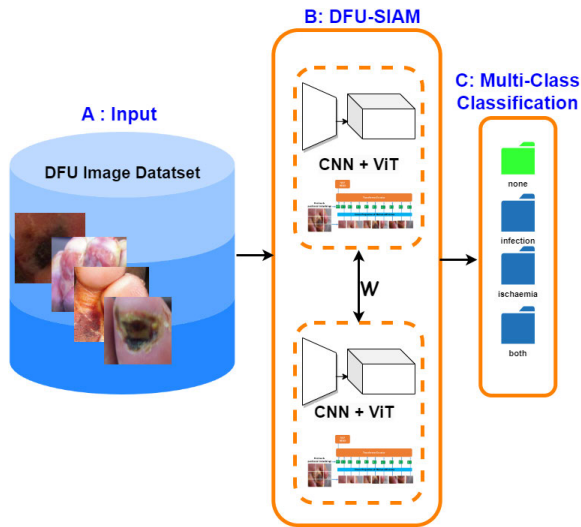 B: DFU-SIAM
A : Input
DFU Image Datatset
CNN + ViT
W
CNN + ViT
C: Multi-Class
Classification
none
infection
ischaemia
both